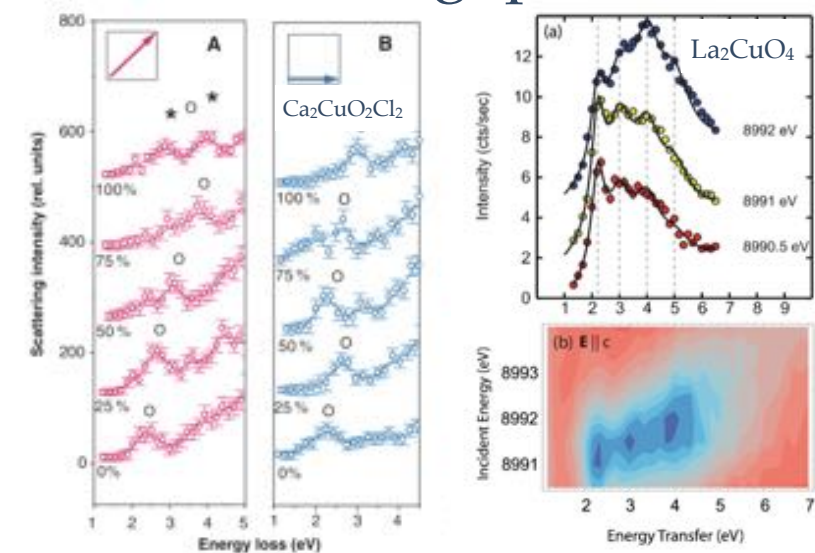 800
600
400
200
0
Scattering intensity (rel. units)
A
100%
75 %
50 %
25 %
0%
1 2 3 4 5
B
Ca₂CuO₂Cl₂
100 %
75 %
50 %
25 %
0%
1 2 3 4
Energy loss (eV)
(a)
La₂CuO₄
12
10
8
6
4
2
0
Intensity (cts/sec)
8992 eV
8991 eV
8990.5 eV
0 1 2 3 4 5 6 7 8 9
(b) E || c
8993
8992
8991
Incident Energy (eV)
2 3 4 5 6 7
Energy Transfer (eV)